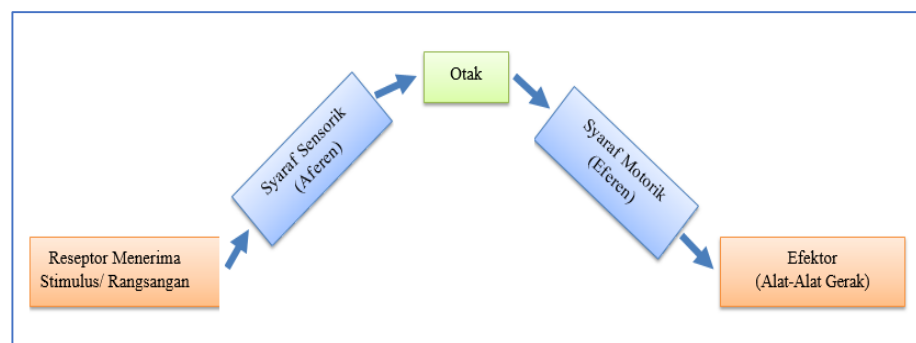 Reseptor Menerima
Stimulus/ Rangsangan
Syaraf Sensorik
(Aferen)
Otak
Syaraf Motorik
(Eferen)
Efektor
(Alat-Alat Gerak)